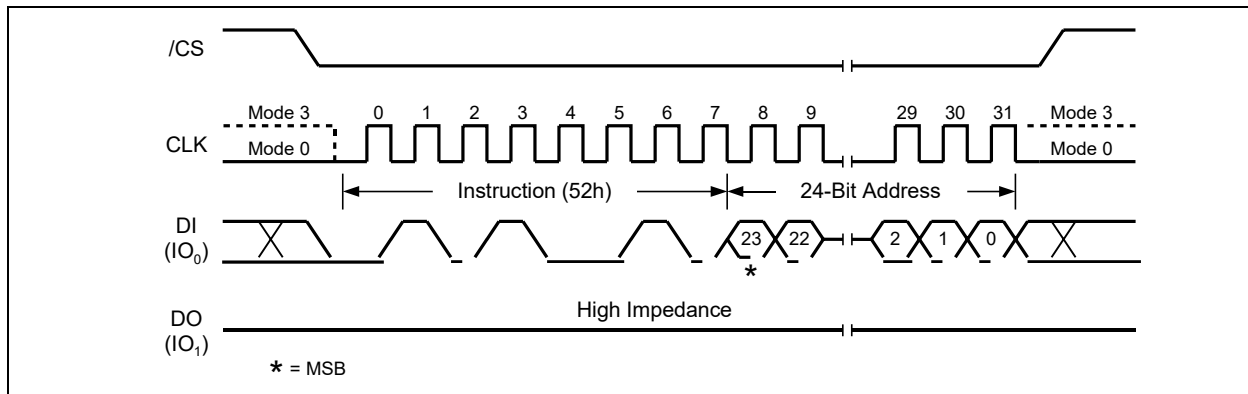 /CS
Mode 3 0 1 2 3 4 5 6 7 8 9 29 30 31 Mode 3
CLK
Mode 0 Mode 0
Instruction (52h) 24-Bit Address
DI
(IO0) 23 22 2 1 0
*
High Impedance
DO
(IO1)
* = MSB